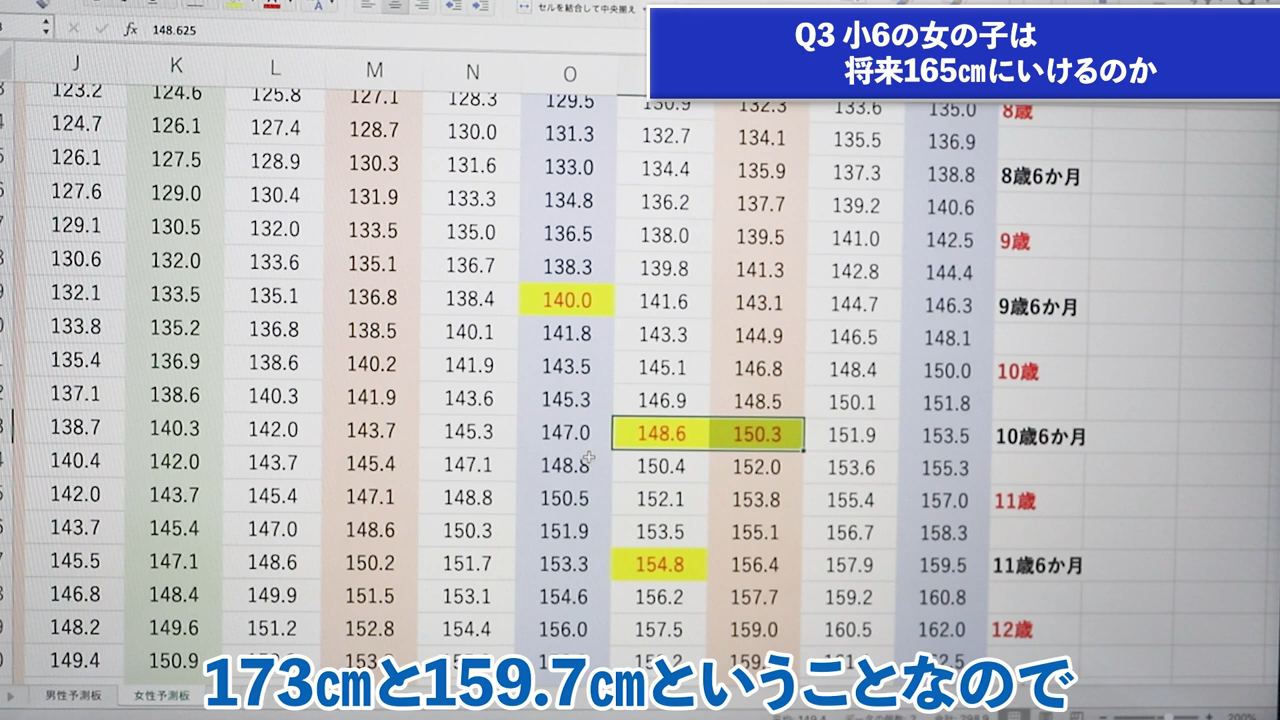 セルを結合して中央揃え
Q3 小6の女の子は
将来165㎝にいけるのか
fx 148.625
J K L M N O
123.2 124.6 125.8 127.1 128.3 129.5 130.9 132.3 133.6 135.0 8歳
124.7 126.1 127.4 128.7 130.0 131.3 132.7 134.1 135.5 136.9
126.1 127.5 128.9 130.3 131.6 133.0 134.4 135.9 137.3 138.8 8歳6か月
127.6 129.0 130.4 131.9 133.3 134.8 136.2 137.7 139.2 140.6
129.1 130.5 132.0 133.5 135.0 136.5 138.0 139.5 141.0 142.5 9歳
130.6 132.0 133.6 135.1 136.7 138.3 139.8 141.3 142.8 144.4
132.1 133.5 135.1 136.8 138.4 140.0 141.6 143.1 144.7 146.3 9歳6か月
133.8 135.2 136.8 138.5 140.1 141.8 143.3 144.9 146.5 148.1
135.4 136.9 138.6 140.2 141.9 143.5 145.1 146.8 148.4 150.0 10歳
137.1 138.6 140.3 141.9 143.6 145.3 146.9 148.5 150.1 151.8
138.7 140.3 142.0 143.7 145.3 147.0 148.6 150.3 151.9 153.5 10歳6か月
140.4 142.0 143.7 145.4 147.1 148.8 150.4 152.0 153.6 155.3
142.0 143.7 145.4 147.1 148.8 150.5 152.1 153.8 155.4 157.0 11歳
143.7 145.4 147.0 148.6 150.3 151.9 153.5 155.1 156.7 158.3
145.5 147.1 148.6 150.2 151.7 153.3 154.8 156.4 157.9 159.5 11歳6か月
146.8 148.4 149.9 151.5 153.1 154.6 156.2 157.7 159.2 160.8
148.2 149.6 151.2 152.8 154.4 156.0 157.5 159.0 160.5 162.0 12歳
149.4 150.9
173㎝と159.7㎝ということなので
男性予測板 女性予測板
200%